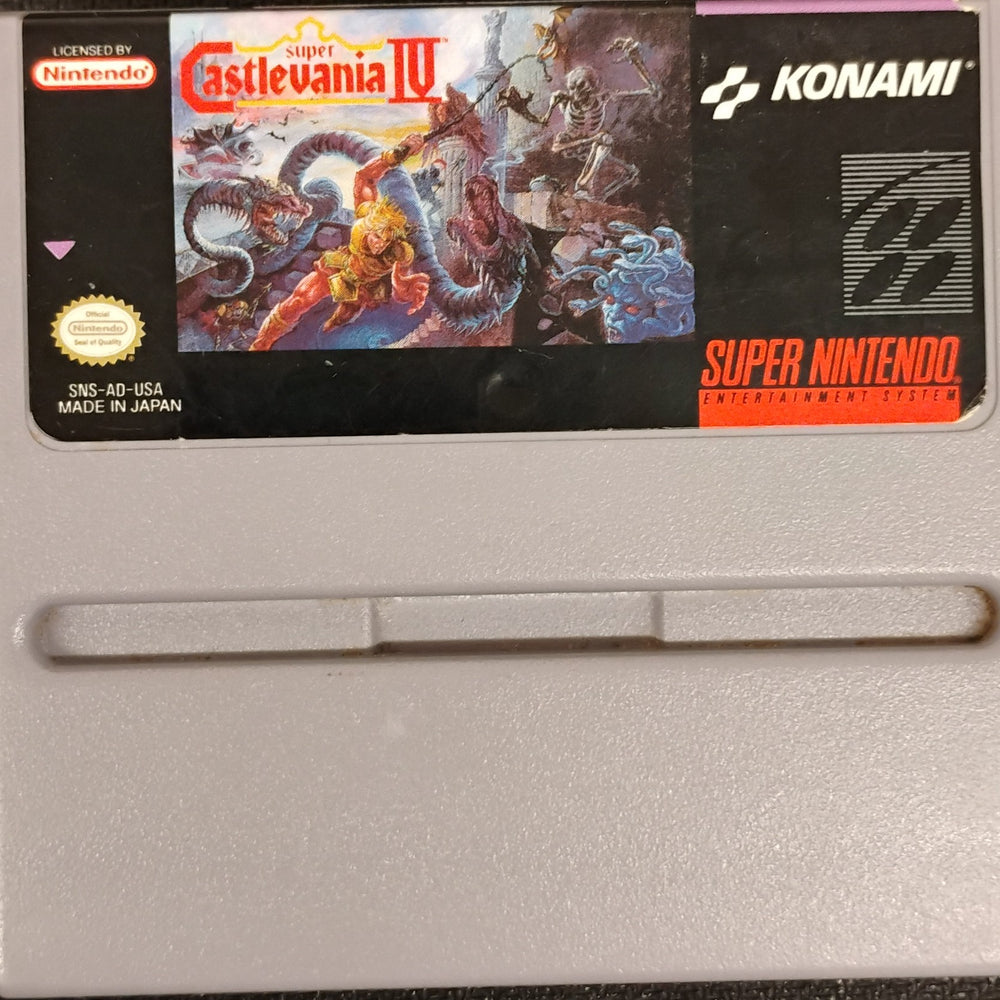 LICENSED BY
Nintendo®
Super
Castlevania IV™
KONAMI®
Official
Nintendo
Seal of Quality
SNS-AD-USA
MADE IN JAPAN
SUPER NINTENDO®
ENTERTAINMENT SYSTEM